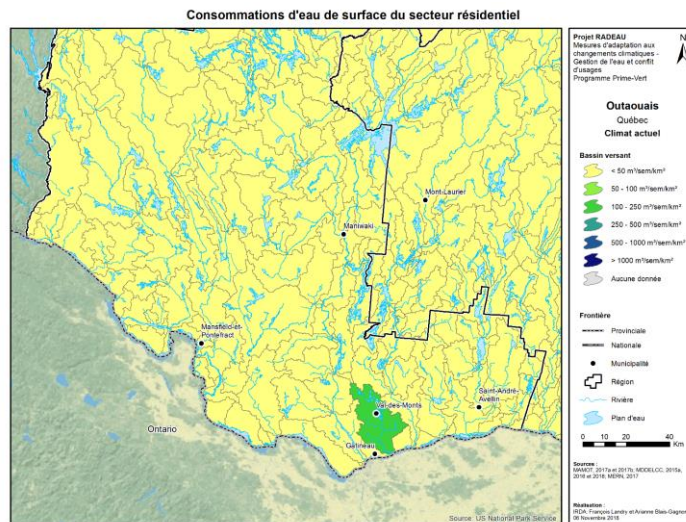 Consommations d'eau de surface du secteur résidentiel
Projet RADEAU
Mesures d'adaptation aux
changements climatiques -
Gestion de l'eau et conflit
d'usages
Programme Prime-Vert
N
Outaouais
Québec
Climat actuel
Bassin versant
< 50 m³/sem/km²
50 - 100 m³/sem/km²
100 - 250 m³/sem/km²
250 - 500 m³/sem/km²
500 - 1000 m³/sem/km²
> 1000 m³/sem/km²
Aucune donnée
Frontière
Provinciale
Nationale
Municipalité
Région
Rivière
Plan d'eau
0 10 20 40
Km
Sources :
MAMOT, 2017a et 2017b; MDDELCC, 2015a,
2016 et 2018; MERN, 2017
Réalisation :
IRDA, François Landry et Arianne Blais-Gagnon
06 Novembre 2018
Mont-Laurier
Maniwaki
Mansfield-et-
Pontefract
Saint-André-
Avellin
Val-des-Monts
Ontario
Gatineau
Source: US National Park Service